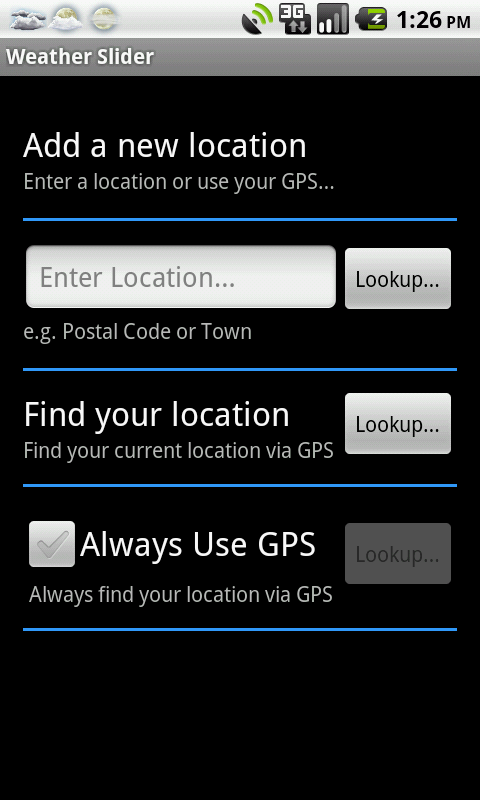 3G 1:26 PM
Weather Slider
Add a new location
Enter a location or use your GPS...
Enter Location... Lookup...
e.g. Postal Code or Town
Find your location Lookup...
Find your current location via GPS
Always Use GPS Lookup...
Always find your location via GPS